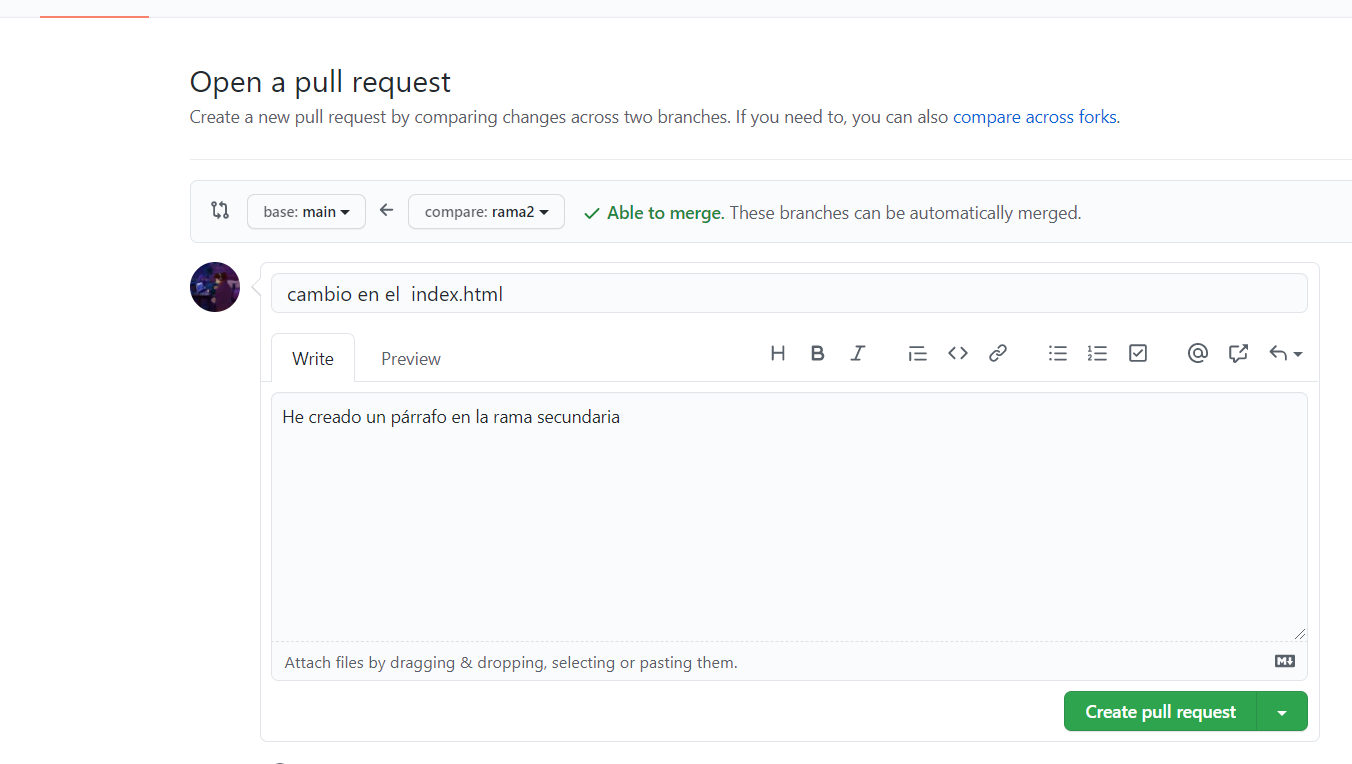 Open a pull request
Create a new pull request by comparing changes across two branches. If you need to, you can also compare across forks.
base: main compare: rama2 Able to merge. These branches can be automatically merged.
cambio en el  index.html
Write Preview
He creado un párrafo en la rama secundaria
Attach files by dragging & dropping, selecting or pasting them.
Create pull request